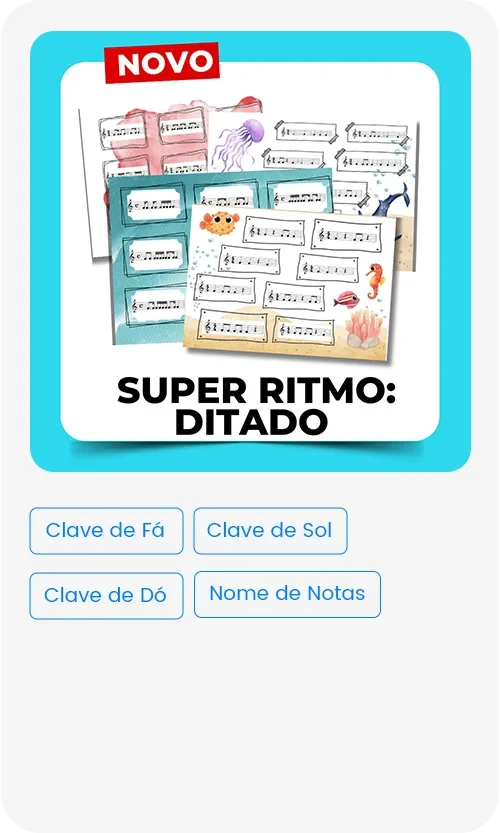 NOVO
SUPER RITMO:
DITADO
Clave de Fá
Clave de Sol
Clave de Dó
Nome de Notas